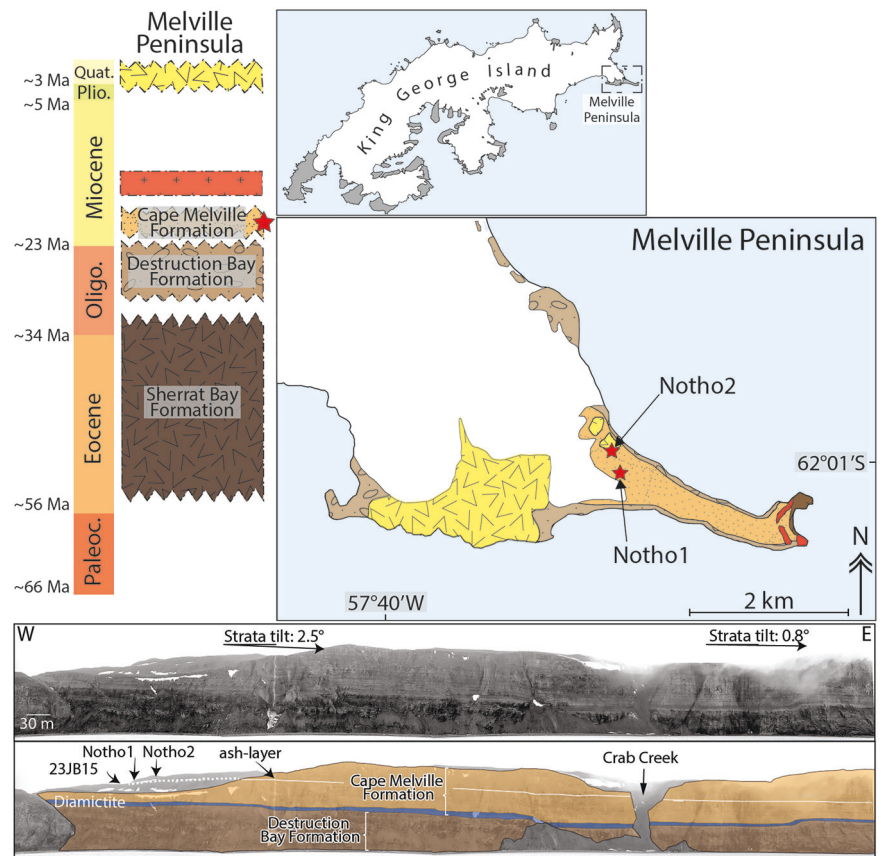 Melville
Peninsula
Quat.
~3 Ma
Plio.
~5 Ma
Miocene
Cape Melville
Formation
~23 Ma
Destruction Bay
Formation
Oligo.
~34 Ma
Sherrat Bay
Formation
Eocene
~56 Ma
Paleoc.
~66 Ma
King George Island
Melville
Peninsula
Melville Peninsula
Notho2
62°01'S
Notho1
N
57°40'W
2 km
W
Strata tilt: 2.5°
Strata tilt: 0.8°
E
30 m
Notho1
Notho2
ash-layer
Crab Creek
23JB15
Cape Melville
Formation
Diamictite
Destruction
Bay Formation